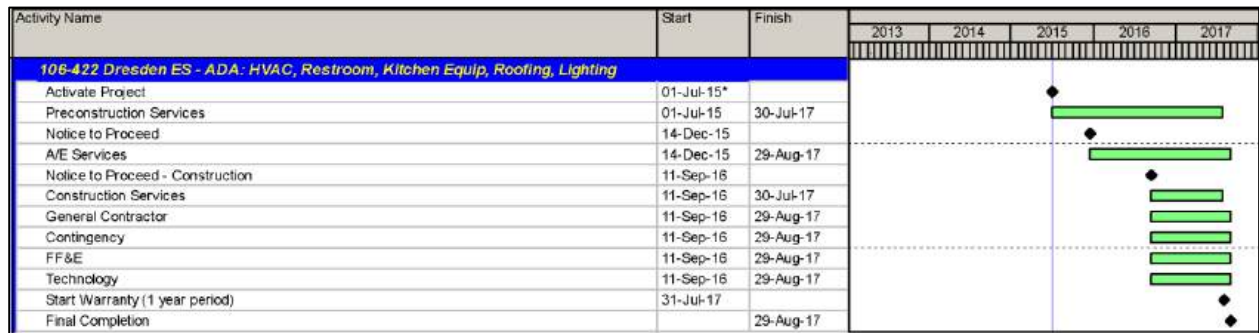 Activity Name Start Finish
2013 2014 2015 2016 2017
106-422 Dresden ES - ADA: HVAC, Restroom, Kitchen Equip, Roofing, Lighting
Activate Project 01-Jul-15*
Preconstruction Services 01-Jul-15 30-Jul-17
Notice to Proceed 14-Dec-15
A/E Services 14-Dec-15 29-Aug-17
Notice to Proceed - Construction 11-Sep-16
Construction Services 11-Sep-16 30-Jul-17
General Contractor 11-Sep-16 29-Aug-17
Contingency 11-Sep-16 29-Aug-17
FF&E 11-Sep-16 29-Aug-17
Technology 11-Sep-16 29-Aug-17
Start Warranty (1 year period) 31-Jul-17
Final Completion 29-Aug-17